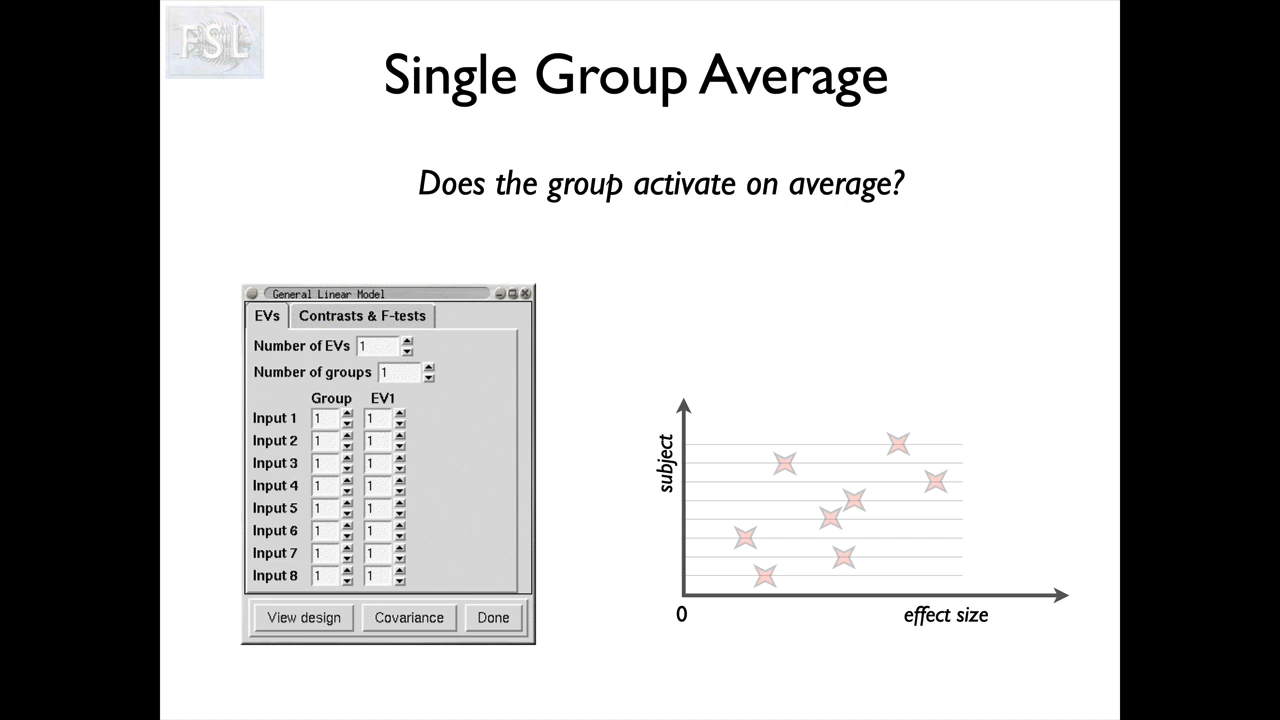 FSL
Single Group Average
Does the group activate on average?
General Linear Model
EVs Contrasts & F-tests
Number of EVs 1
Number of groups 1
Group EV1
Input 1 1 1
Input 2 1 1
Input 3 1 1
Input 4 1 1
Input 5 1 1
Input 6 1 1
Input 7 1 1
Input 8 1 1
View design Covariance Done
subject
0 effect size